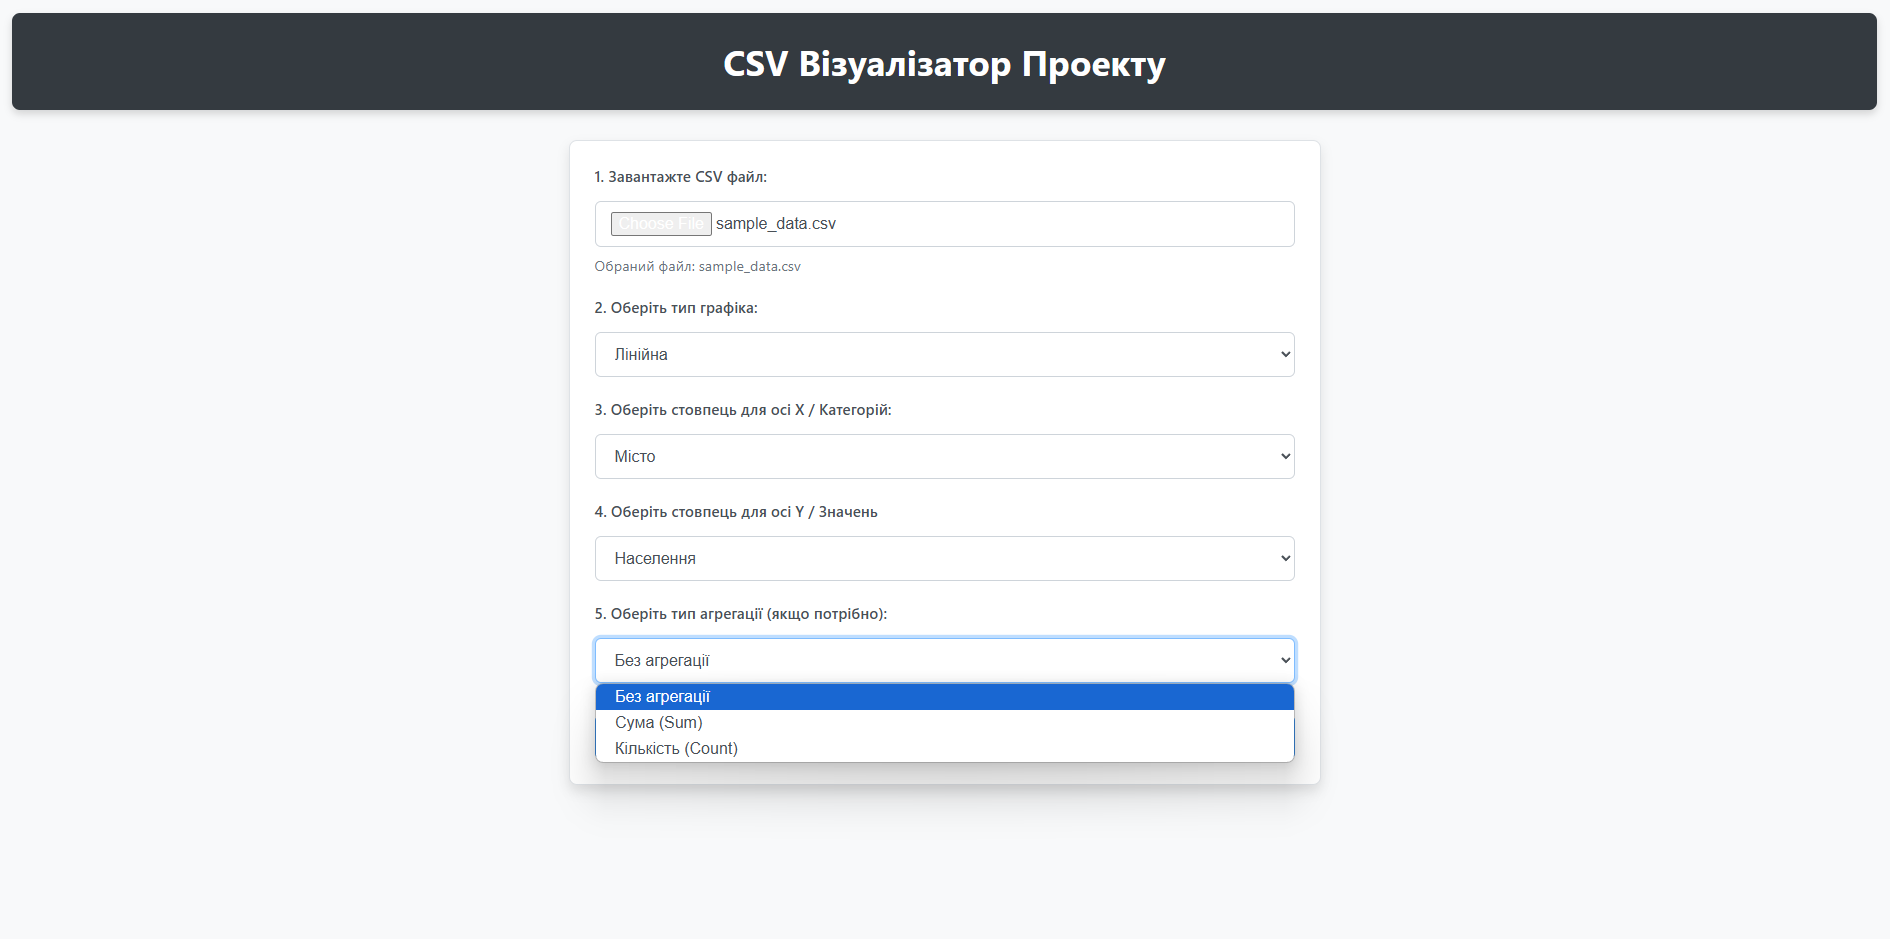 CSV Візуалізатор Проекту
1. Завантажте CSV файл:
Choose File sample_data.csv
Обраний файл: sample_data.csv
2. Оберіть тип графіка:
Лінійна
3. Оберіть стовпець для осі X / Категорій:
Місто
4. Оберіть стовпець для осі Y / Значень
Населення
5. Оберіть тип агрегації (якщо потрібно):
Без агрегації
Без агрегації
Сума (Sum)
Кількість (Count)